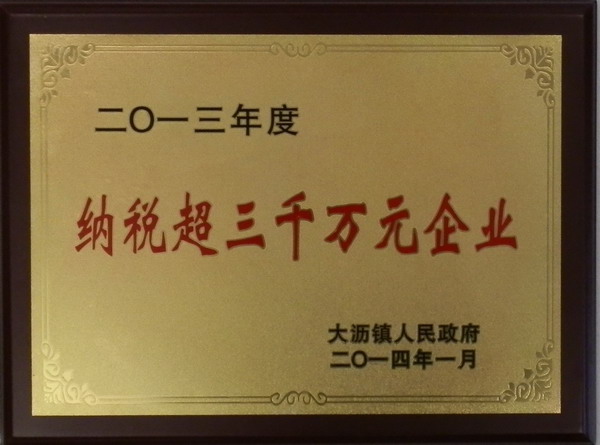 二〇一三年度
纳税超三千万元企业
大沥镇人民政府
二〇一四年一月